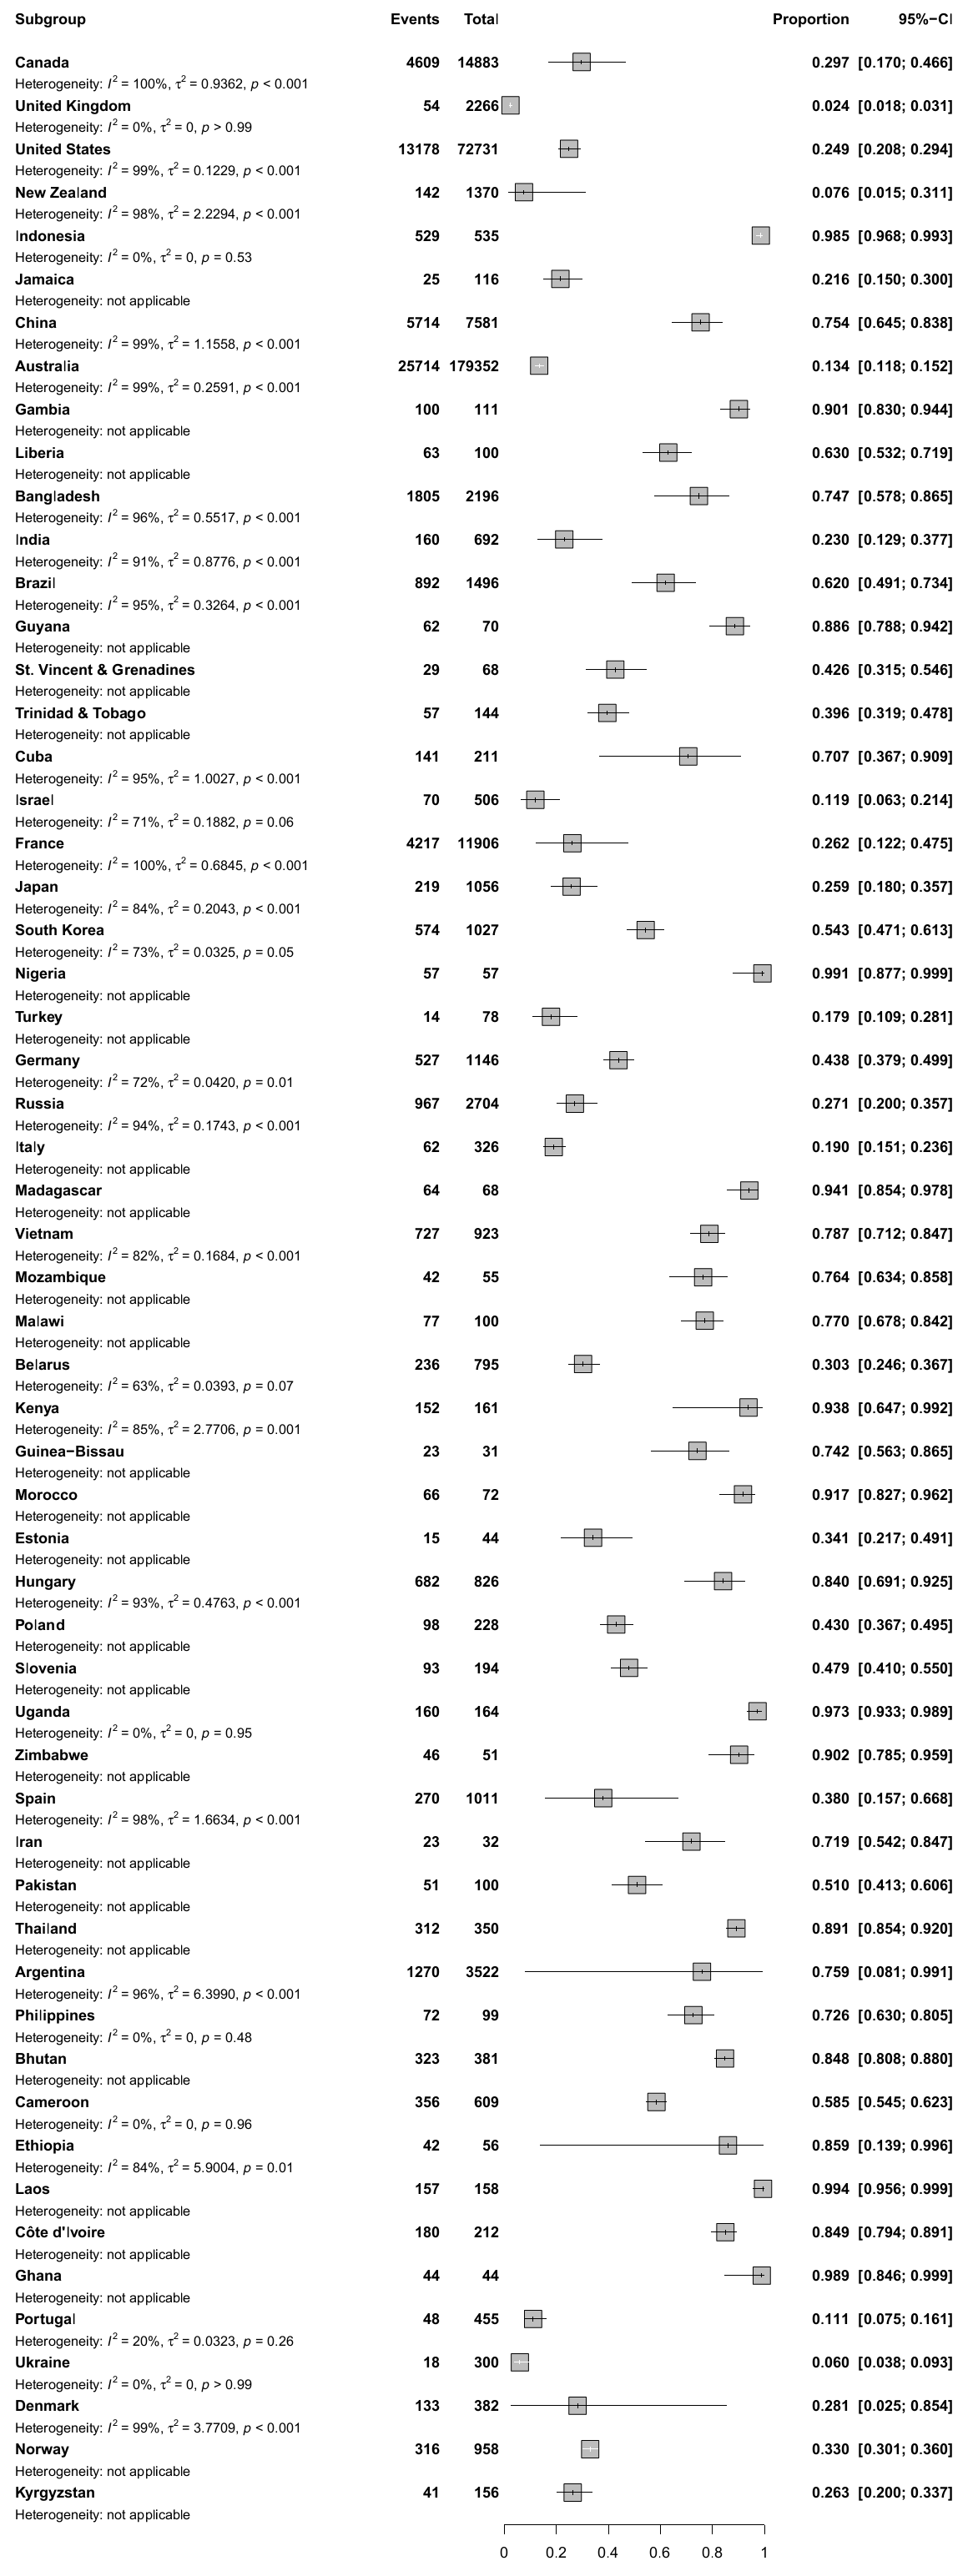 Subgroup Events Total Proportion 95%−CI
Canada 4609 14883 0.297 [0.170; 0.466]
Heterogeneity: I² = 100%, τ² = 0.9362, p < 0.001
United Kingdom 54 2266 0.024 [0.018; 0.031]
Heterogeneity: I² = 0%, τ² = 0, p > 0.99
United States 13178 72731 0.249 [0.208; 0.294]
Heterogeneity: I² = 99%, τ² = 0.1229, p < 0.001
New Zealand 142 1370 0.076 [0.015; 0.311]
Heterogeneity: I² = 98%, τ² = 2.2294, p < 0.001
Indonesia 529 535 0.985 [0.968; 0.993]
Heterogeneity: I² = 0%, τ² = 0, p = 0.53
Jamaica 25 116 0.216 [0.150; 0.300]
Heterogeneity: not applicable
China 5714 7581 0.754 [0.645; 0.838]
Heterogeneity: I² = 99%, τ² = 1.1558, p < 0.001
Australia 25714 179352 0.134 [0.118; 0.152]
Heterogeneity: I² = 99%, τ² = 0.2591, p < 0.001
Gambia 100 111 0.901 [0.830; 0.944]
Heterogeneity: not applicable
Liberia 63 100 0.630 [0.532; 0.719]
Heterogeneity: not applicable
Bangladesh 1805 2196 0.747 [0.578; 0.865]
Heterogeneity: I² = 96%, τ² = 0.5517, p < 0.001
India 160 692 0.230 [0.129; 0.377]
Heterogeneity: I² = 91%, τ² = 0.8776, p < 0.001
Brazil 892 1496 0.620 [0.491; 0.734]
Heterogeneity: I² = 95%, τ² = 0.3264, p < 0.001
Guyana 62 70 0.886 [0.788; 0.942]
Heterogeneity: not applicable
St. Vincent & Grenadines 29 68 0.426 [0.315; 0.546]
Heterogeneity: not applicable
Trinidad & Tobago 57 144 0.396 [0.319; 0.478]
Heterogeneity: not applicable
Cuba 141 211 0.707 [0.367; 0.909]
Heterogeneity: I² = 95%, τ² = 1.0027, p < 0.001
Israel 70 506 0.119 [0.063; 0.214]
Heterogeneity: I² = 71%, τ² = 0.1882, p = 0.06
France 4217 11906 0.262 [0.122; 0.475]
Heterogeneity: I² = 100%, τ² = 0.6845, p < 0.001
Japan 219 1056 0.259 [0.180; 0.357]
Heterogeneity: I² = 84%, τ² = 0.2043, p < 0.001
South Korea 574 1027 0.543 [0.471; 0.613]
Heterogeneity: I² = 73%, τ² = 0.0325, p = 0.05
Nigeria 57 57 0.991 [0.877; 0.999]
Heterogeneity: not applicable
Turkey 14 78 0.179 [0.109; 0.281]
Heterogeneity: not applicable
Germany 527 1146 0.438 [0.379; 0.499]
Heterogeneity: I² = 72%, τ² = 0.0420, p = 0.01
Russia 967 2704 0.271 [0.200; 0.357]
Heterogeneity: I² = 94%, τ² = 0.1743, p < 0.001
Italy 62 326 0.190 [0.151; 0.236]
Heterogeneity: not applicable
Madagascar 64 68 0.941 [0.854; 0.978]
Heterogeneity: not applicable
Vietnam 727 923 0.787 [0.712; 0.847]
Heterogeneity: I² = 82%, τ² = 0.1684, p < 0.001
Mozambique 42 55 0.764 [0.634; 0.858]
Heterogeneity: not applicable
Malawi 77 100 0.770 [0.678; 0.842]
Heterogeneity: not applicable
Belarus 236 795 0.303 [0.246; 0.367]
Heterogeneity: I² = 63%, τ² = 0.0393, p = 0.07
Kenya 152 161 0.938 [0.647; 0.992]
Heterogeneity: I² = 85%, τ² = 2.7706, p = 0.001
Guinea−Bissau 23 31 0.742 [0.563; 0.865]
Heterogeneity: not applicable
Morocco 66 72 0.917 [0.827; 0.962]
Heterogeneity: not applicable
Estonia 15 44 0.341 [0.217; 0.491]
Heterogeneity: not applicable
Hungary 682 826 0.840 [0.691; 0.925]
Heterogeneity: I² = 93%, τ² = 0.4763, p < 0.001
Poland 98 228 0.430 [0.367; 0.495]
Heterogeneity: not applicable
Slovenia 93 194 0.479 [0.410; 0.550]
Heterogeneity: not applicable
Uganda 160 164 0.973 [0.933; 0.989]
Heterogeneity: I² = 0%, τ² = 0, p = 0.95
Zimbabwe 46 51 0.902 [0.785; 0.959]
Heterogeneity: not applicable
Spain 270 1011 0.380 [0.157; 0.668]
Heterogeneity: I² = 98%, τ² = 1.6634, p < 0.001
Iran 23 32 0.719 [0.542; 0.847]
Heterogeneity: not applicable
Pakistan 51 100 0.510 [0.413; 0.606]
Heterogeneity: not applicable
Thailand 312 350 0.891 [0.854; 0.920]
Heterogeneity: not applicable
Argentina 1270 3522 0.759 [0.081; 0.991]
Heterogeneity: I² = 96%, τ² = 6.3990, p < 0.001
Philippines 72 99 0.726 [0.630; 0.805]
Heterogeneity: I² = 0%, τ² = 0, p = 0.48
Bhutan 323 381 0.848 [0.808; 0.880]
Heterogeneity: not applicable
Cameroon 356 609 0.585 [0.545; 0.623]
Heterogeneity: I² = 0%, τ² = 0, p = 0.96
Ethiopia 42 56 0.859 [0.139; 0.996]
Heterogeneity: I² = 84%, τ² = 5.9004, p = 0.01
Laos 157 158 0.994 [0.956; 0.999]
Heterogeneity: not applicable
Côte d'Ivoire 180 212 0.849 [0.794; 0.891]
Heterogeneity: not applicable
Ghana 44 44 0.989 [0.846; 0.999]
Heterogeneity: not applicable
Portugal 48 455 0.111 [0.075; 0.161]
Heterogeneity: I² = 20%, τ² = 0.0323, p = 0.26
Ukraine 18 300 0.060 [0.038; 0.093]
Heterogeneity: I² = 0%, τ² = 0, p > 0.99
Denmark 133 382 0.281 [0.025; 0.854]
Heterogeneity: I² = 99%, τ² = 3.7709, p < 0.001
Norway 316 958 0.330 [0.301; 0.360]
Heterogeneity: not applicable
Kyrgyzstan 41 156 0.263 [0.200; 0.337]
Heterogeneity: not applicable
0 0.2 0.4 0.6 0.8 1